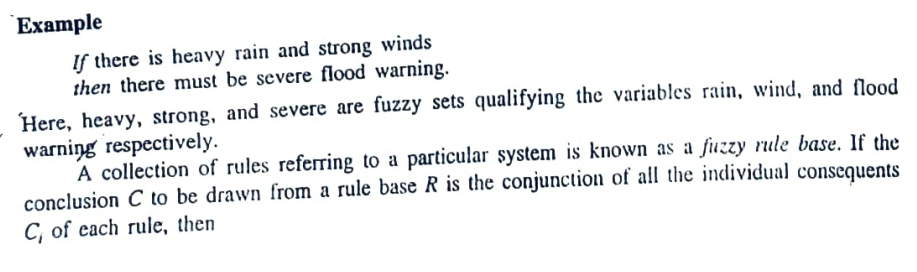 Example
If there is heavy rain and strong winds
then there must be severe flood warning.
Here, heavy, strong, and severe are fuzzy sets qualifying the variables rain, wind, and flood
warning respectively.
A collection of rules referring to a particular system is known as a fuzzy rule base. If the
conclusion C to be drawn from a rule base R is the conjunction of all the individual consequents
C_i of each rule, then